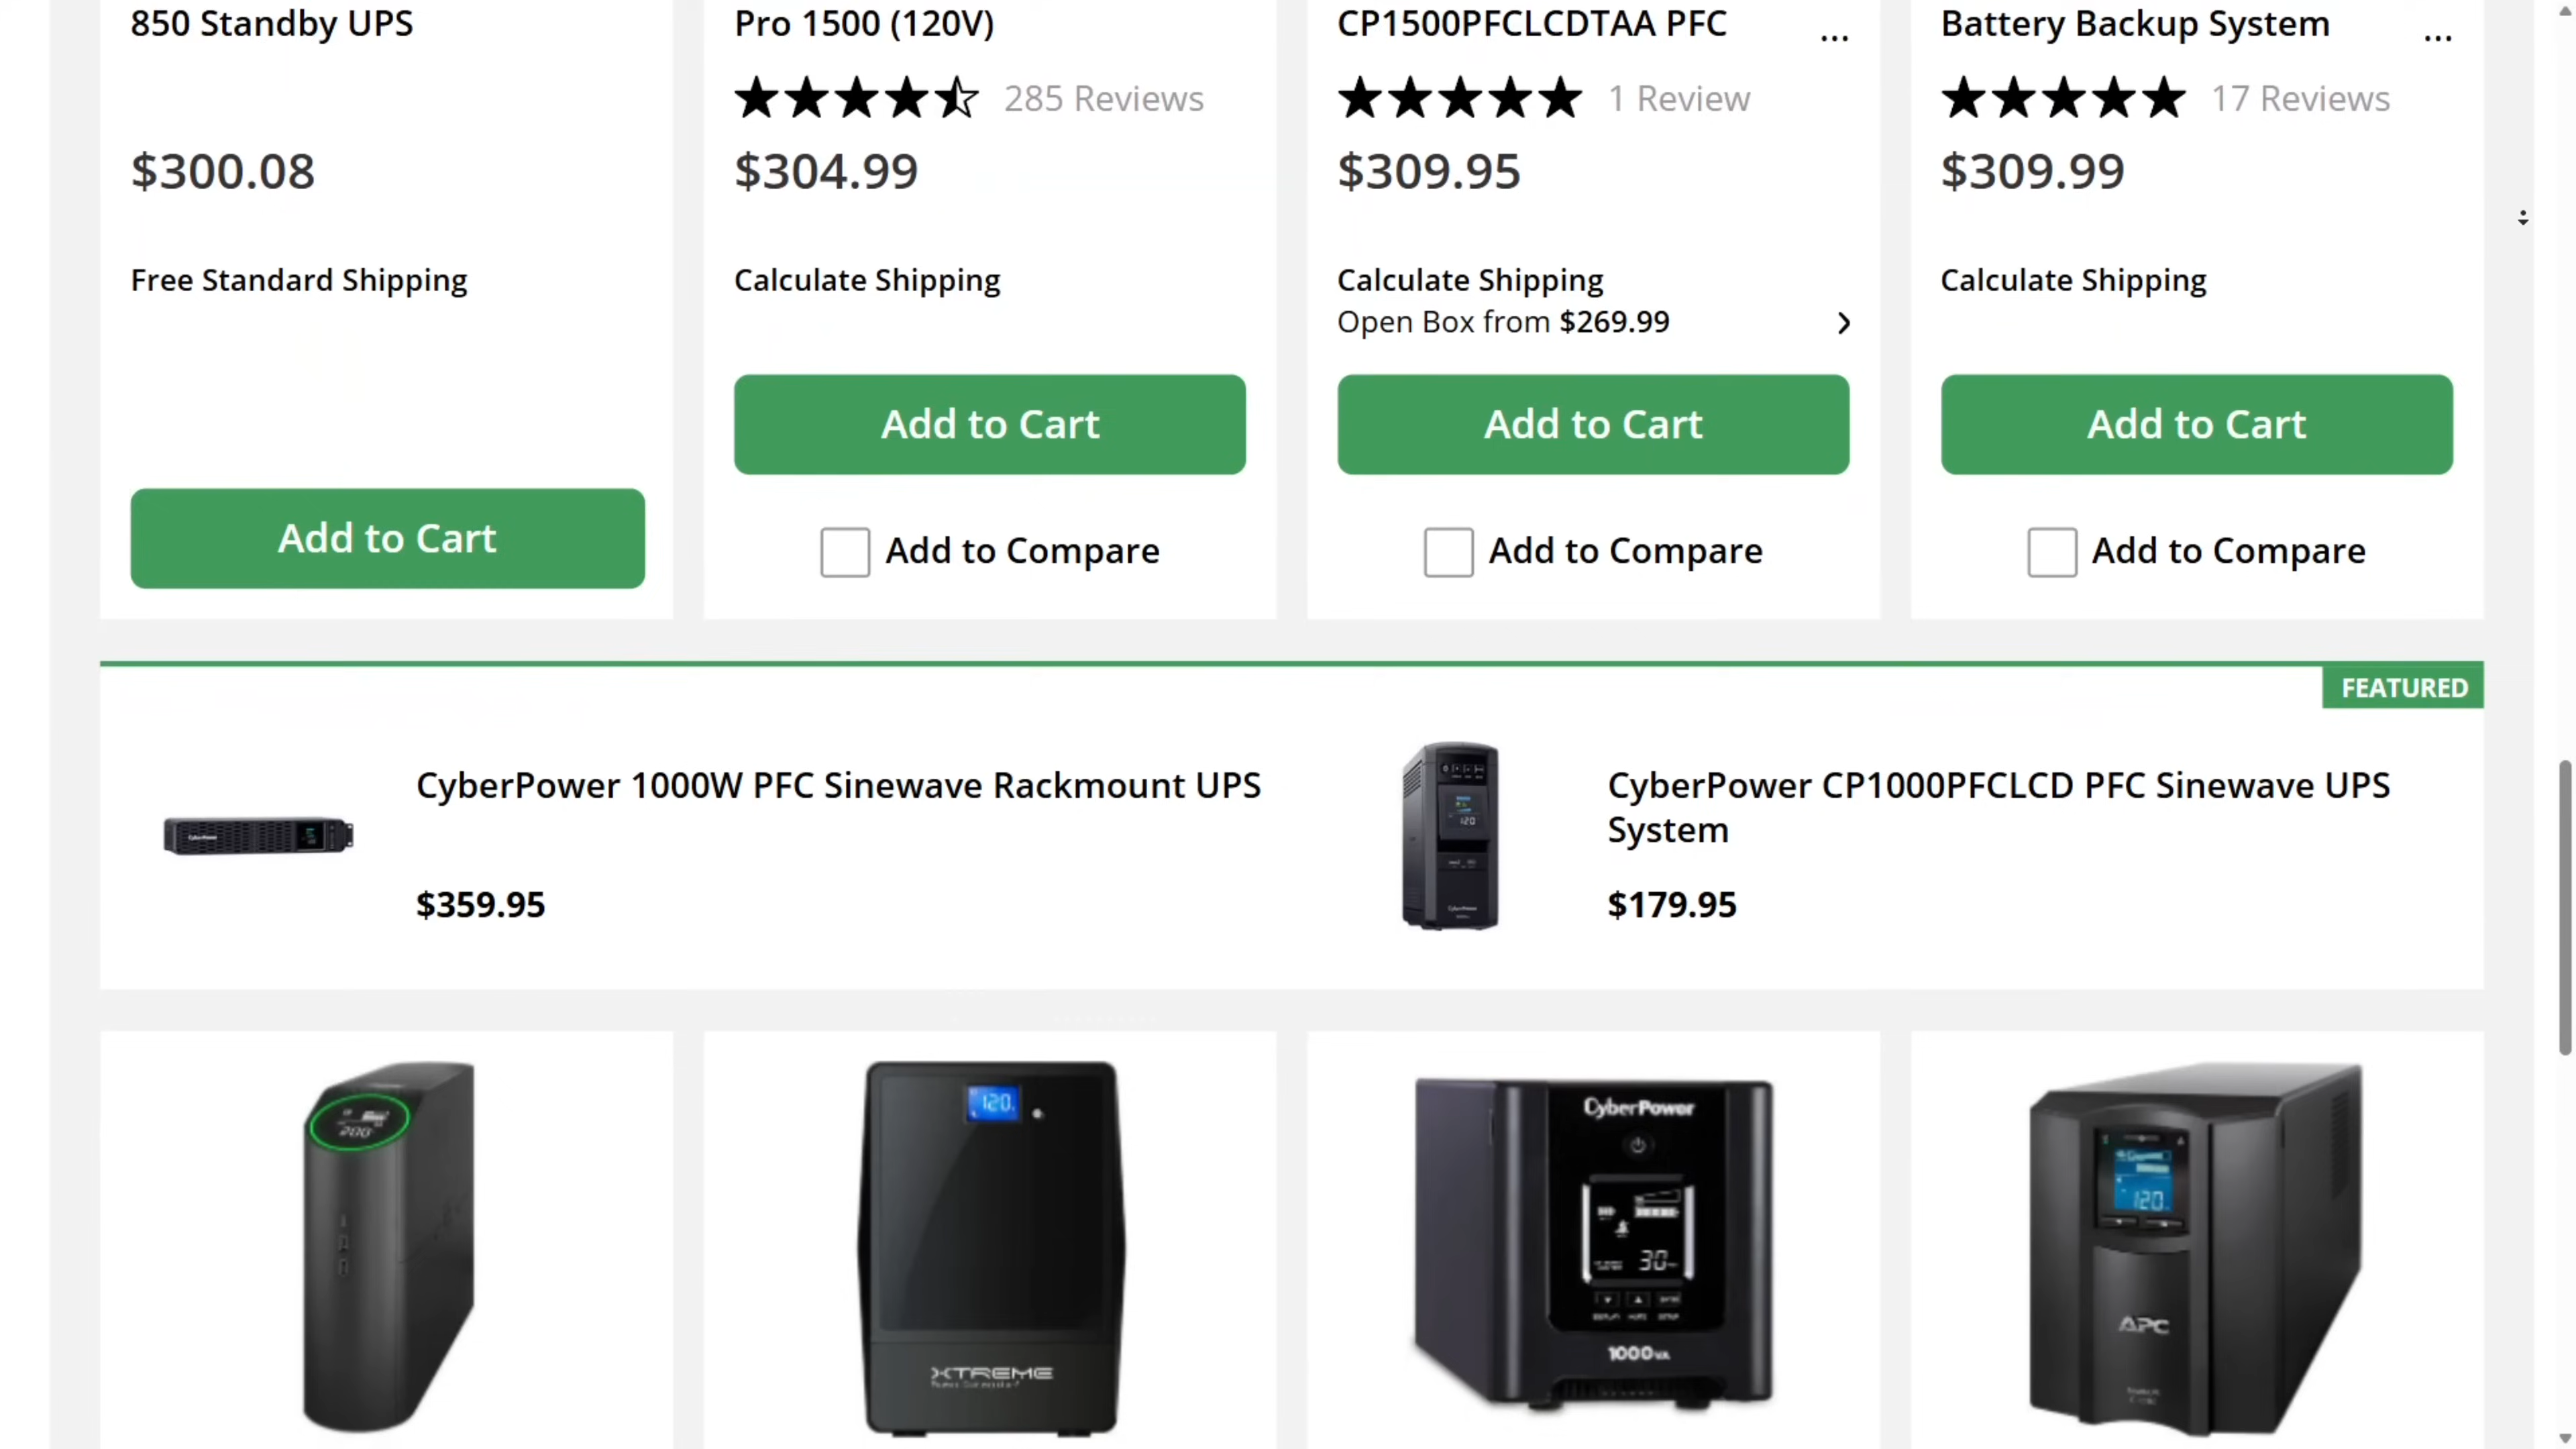 850 Standby UPS
Pro 1500 (120V)
CP1500PFCLCDTAA PFC ...
Battery Backup System ...
285 Reviews
1 Review
17 Reviews
$300.08
$304.99
$309.95
$309.99
Free Standard Shipping
Calculate Shipping
Calculate Shipping
Calculate Shipping
Open Box from $269.99
Add to Cart
Add to Cart
Add to Cart
Add to Cart
Add to Compare
Add to Compare
Add to Compare
FEATURED
CyberPower 1000W PFC Sinewave Rackmount UPS
$359.95
CyberPower CP1000PFCLCD PFC Sinewave UPS
System
$179.95
120
CyberPower
CyberPower
120
XTREME
CyberPower
30
1000VA
120
APC